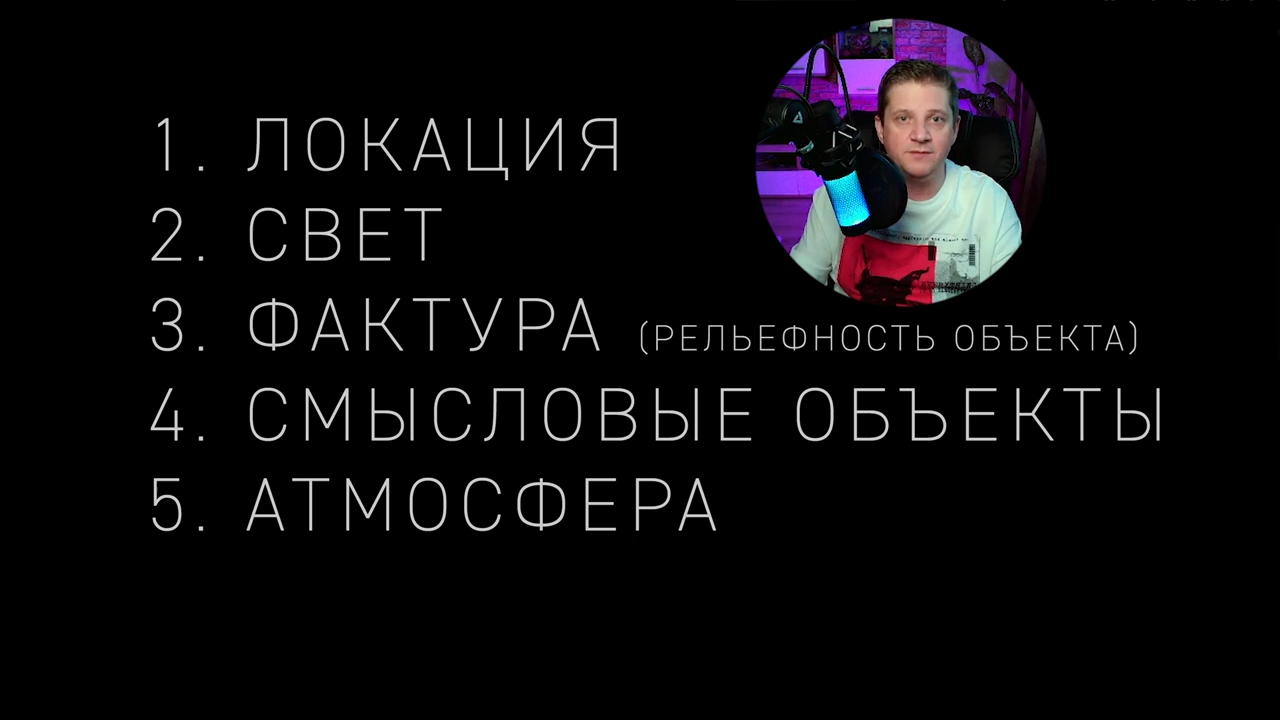 1. ЛОКАЦИЯ
2. СВЕТ
3. ФАКТУРА (РЕЛЬЕФНОСТЬ ОБЪЕКТА)
4. СМЫСЛОВЫЕ ОБЪЕКТЫ
5. АТМОСФЕРА